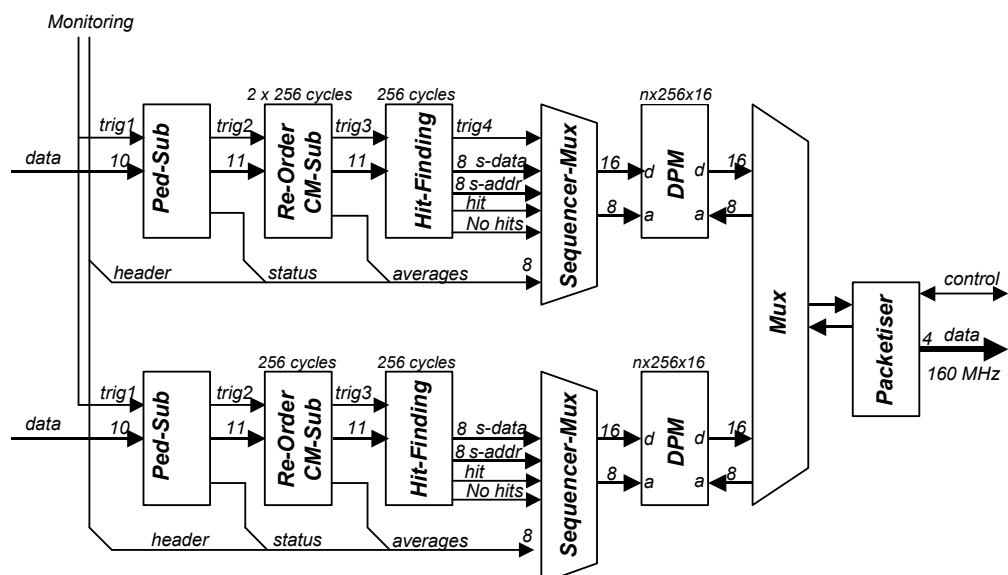 Monitoring
2 x 256 cycles
256 cycles
nx256x16
trig1
trig2
trig3
trig4
data
10
11
11
8 s-data
8 s-addr
hit
No hits
Ped-Sub
Re-Order
CM-Sub
Hit-Finding
Sequencer-Mux
16
8
d
a
DPM
d
a
16
8
header
status
averages
8
Mux
Packetiser
control
4 data
160 MHz
256 cycles
256 cycles
nx256x16
trig1
trig2
trig3
data
10
11
11
8 s-data
8 s-addr
hit
No hits
Ped-Sub
Re-Order
CM-Sub
Hit-Finding
Sequencer-Mux
16
8
d
a
DPM
d
a
16
8
header
status
averages
8